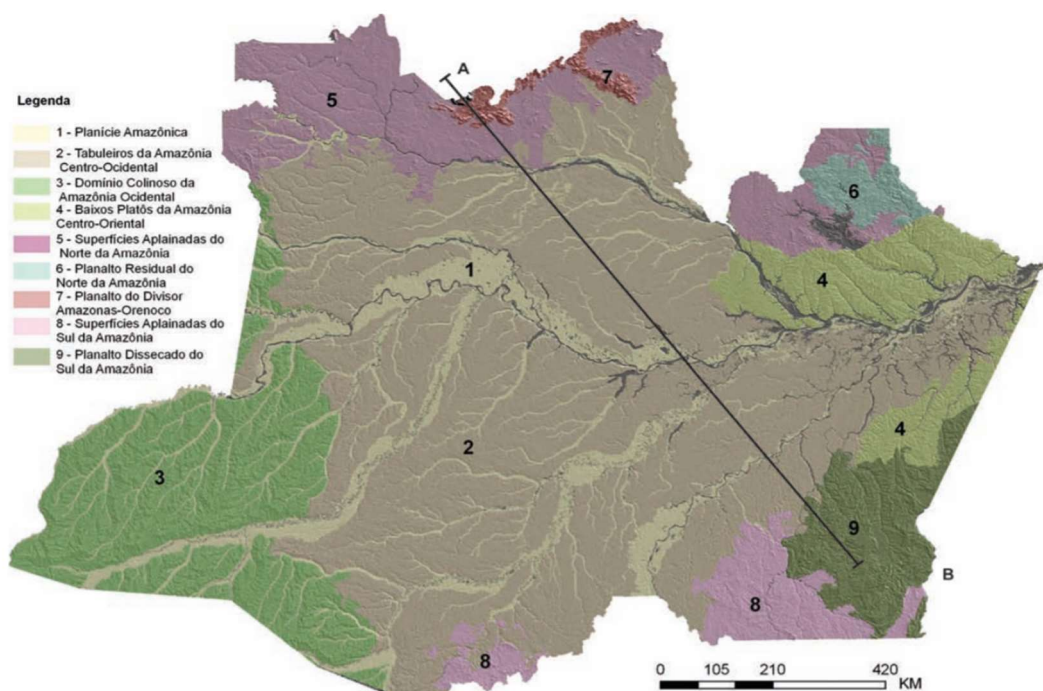 Legenda
1 - Planície Amazônica
2 - Tabuleiros da Amazônia
Centro-Ocidental
3 - Domínio Colinoso da
Amazônia Ocidental
4 - Baixos Platôs da Amazônia
Centro-Oriental
5 - Superfícies Aplainadas do
Norte da Amazônia
6 - Planalto Residual do
Norte da Amazônia
7 - Planalto do Divisor
Amazonas-Orenoco
8 - Superfícies Aplainadas do
Sul da Amazônia
9 - Planalto Dissecado do
Sul da Amazônia
A
7
5
6
1
4
4
2
3
9
B
8
8
0 105 210 420
KM